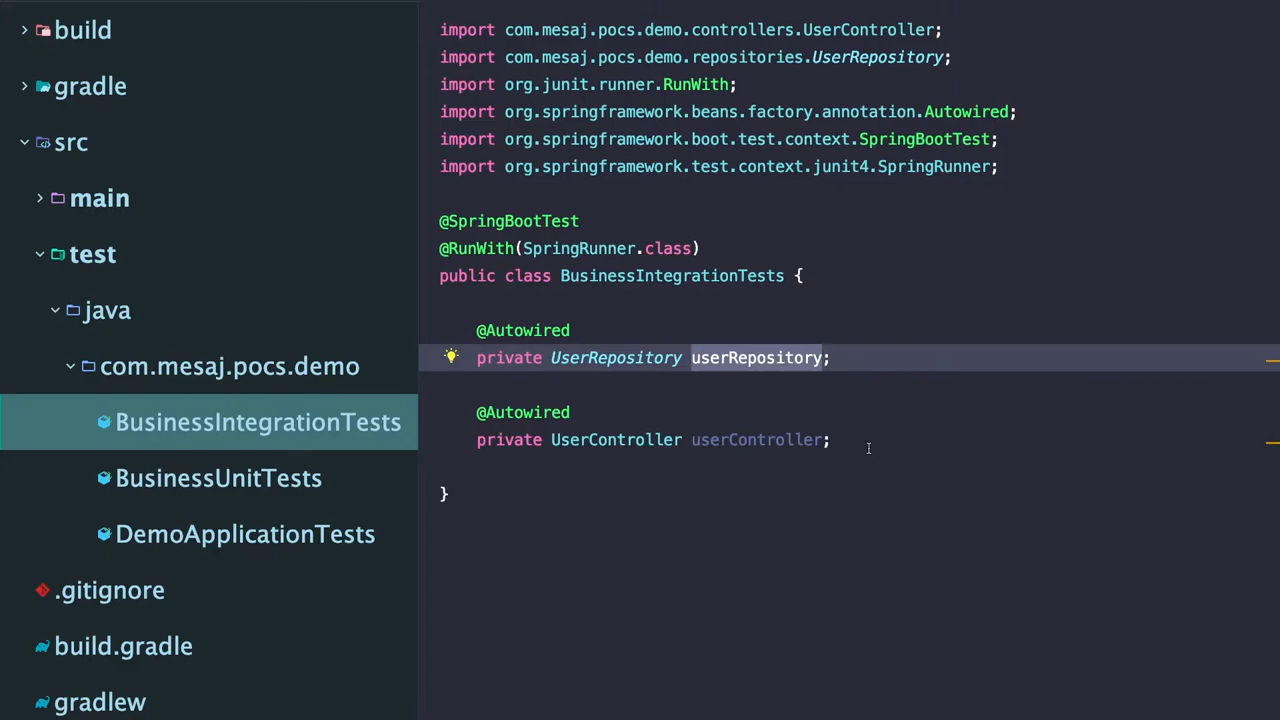 build
gradle
src
main
test
java
com.mesaj.pocs.demo
BusinessIntegrationTests
BusinessUnitTests
DemoApplicationTests
.gitignore
build.gradle
gradlew
import com.mesaj.pocs.demo.controllers.UserController;
import com.mesaj.pocs.demo.repositories.UserRepository;
import org.junit.runner.RunWith;
import org.springframework.beans.factory.annotation.Autowired;
import org.springframework.boot.test.context.SpringBootTest;
import org.springframework.test.context.junit4.SpringRunner;
@SpringBootTest
@RunWith(SpringRunner.class)
public class BusinessIntegrationTests {
@Autowired
private UserRepository userRepository;
@Autowired
private UserController userController;
}